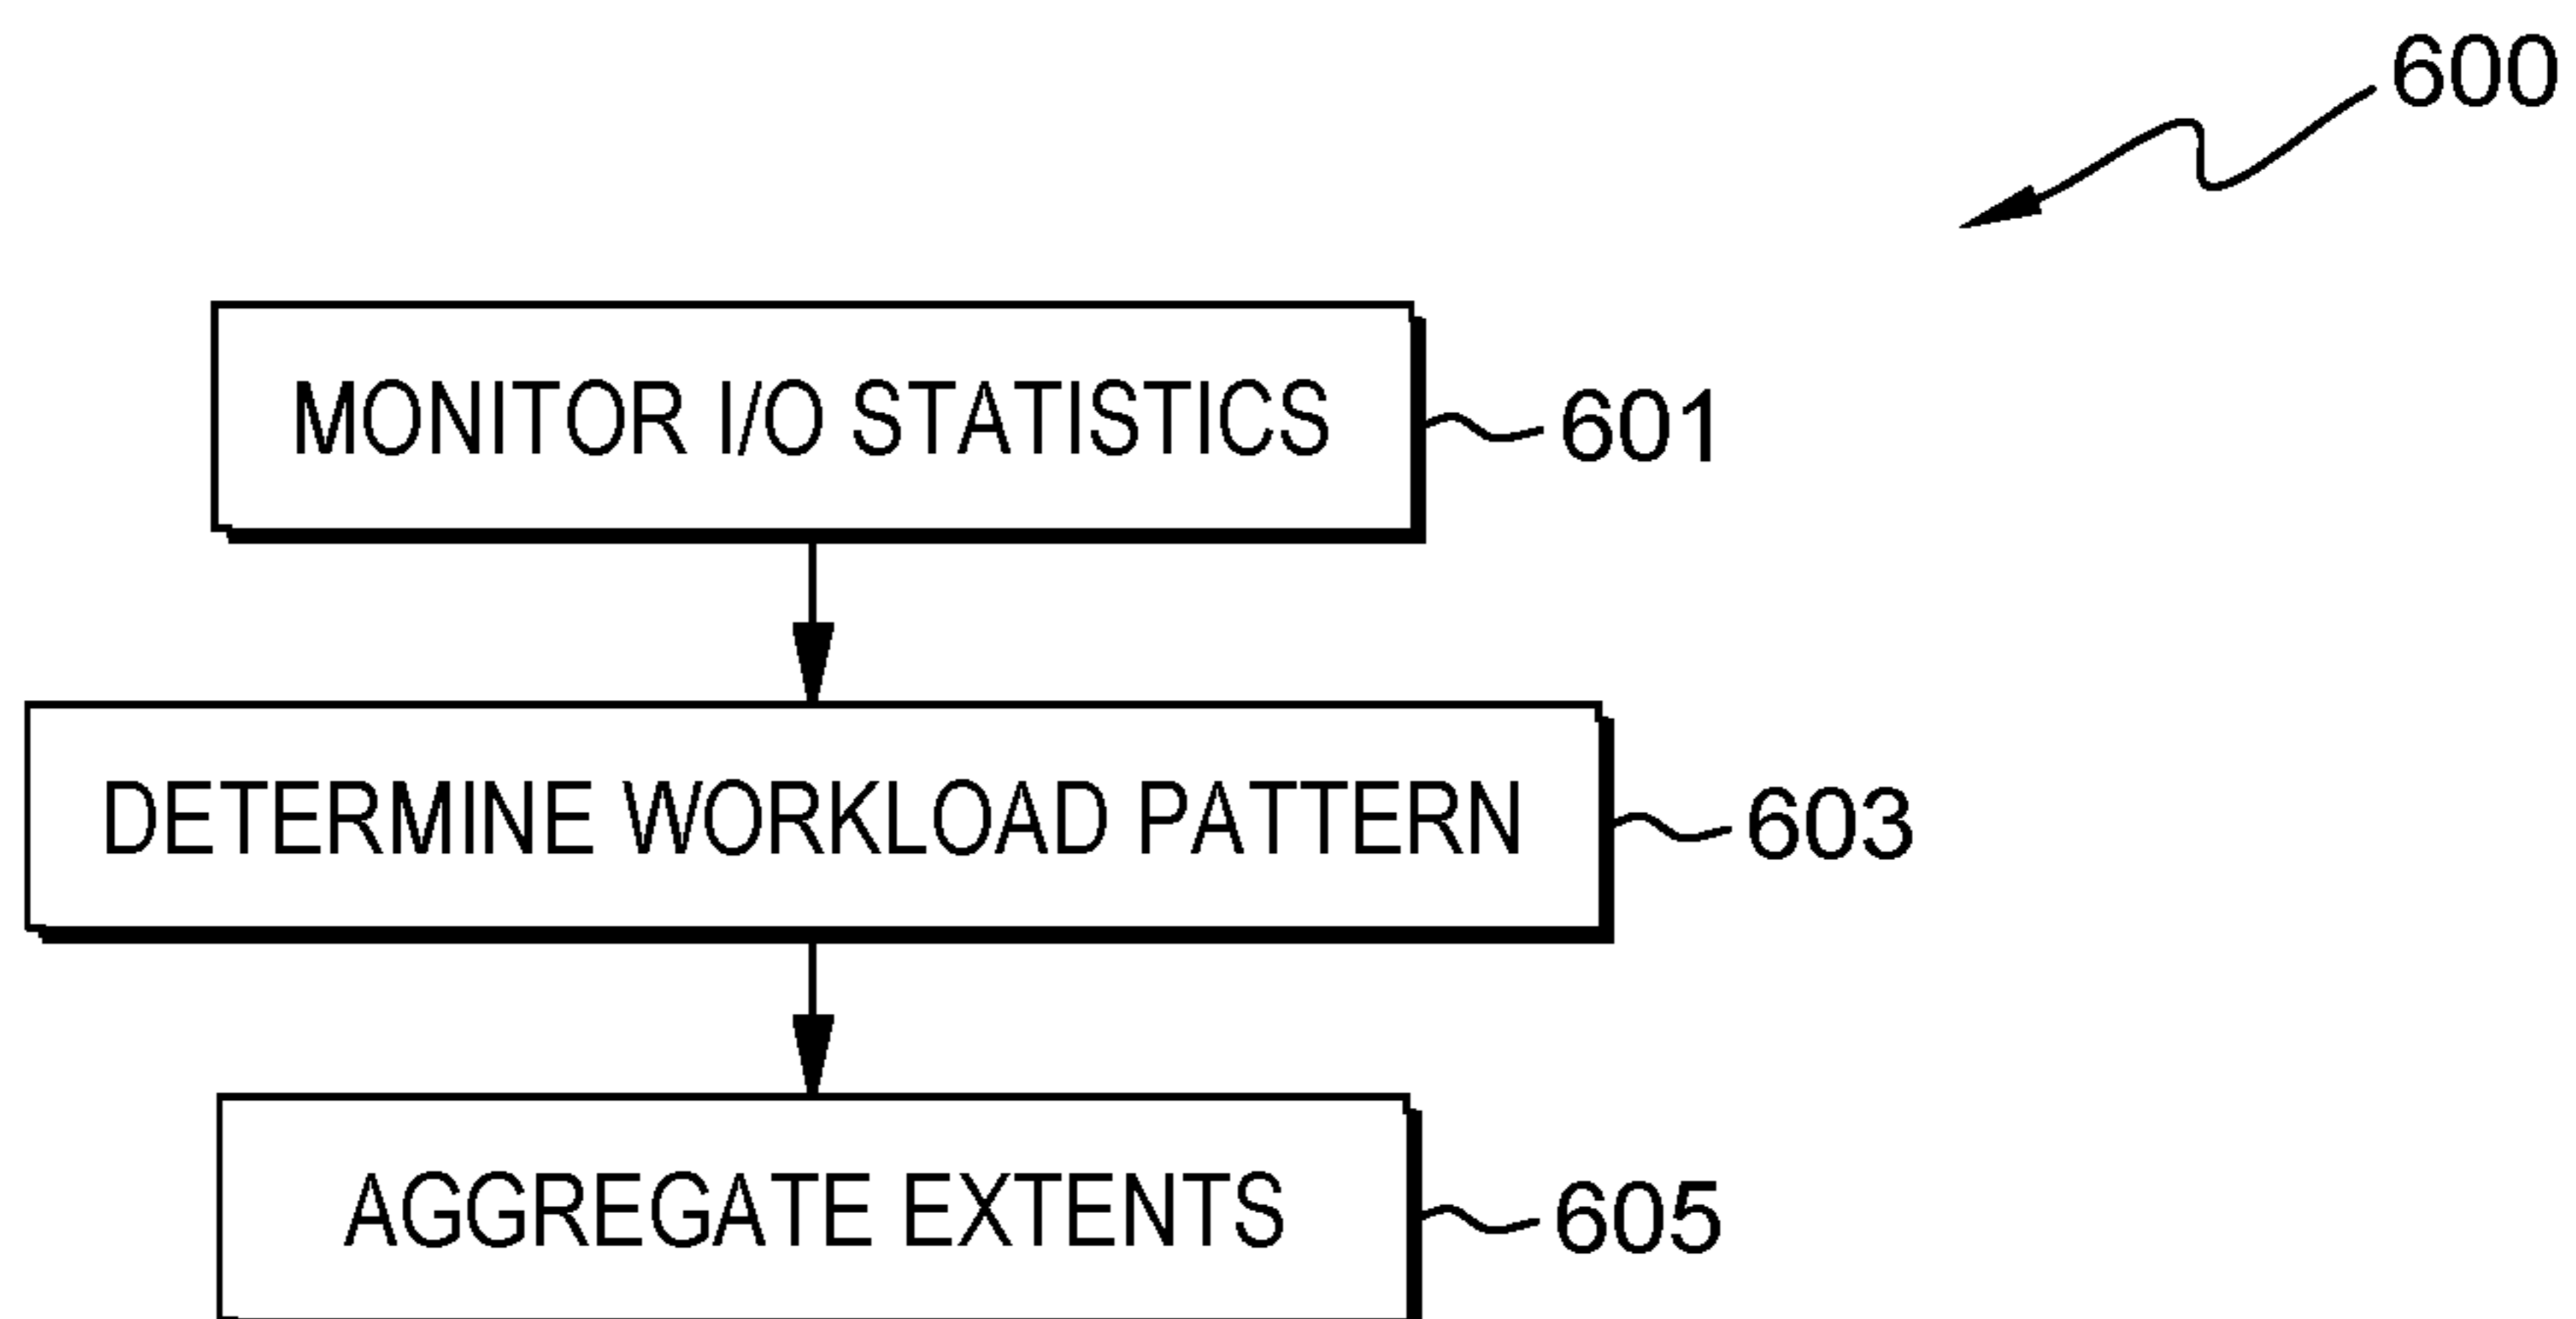 600
MONITOR I/O STATISTICS 601
DETERMINE WORKLOAD PATTERN 603
AGGREGATE EXTENTS 605